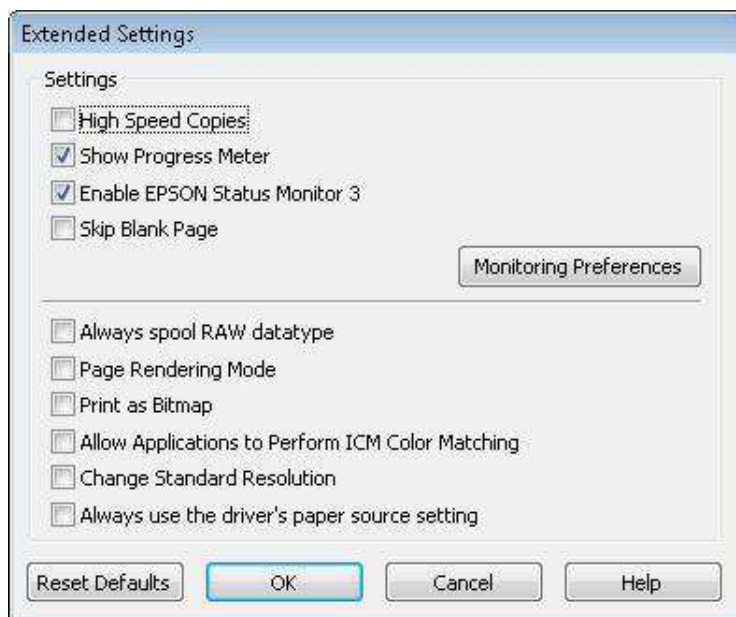 Extended Settings
Settings
High Speed Copies
Show Progress Meter
Enable EPSON Status Monitor 3
Skip Blank Page
Monitoring Preferences
Always spool RAW datatype
Page Rendering Mode
Print as Bitmap
Allow Applications to Perform ICM Color Matching
Change Standard Resolution
Always use the driver's paper source setting
Reset Defaults OK Cancel Help